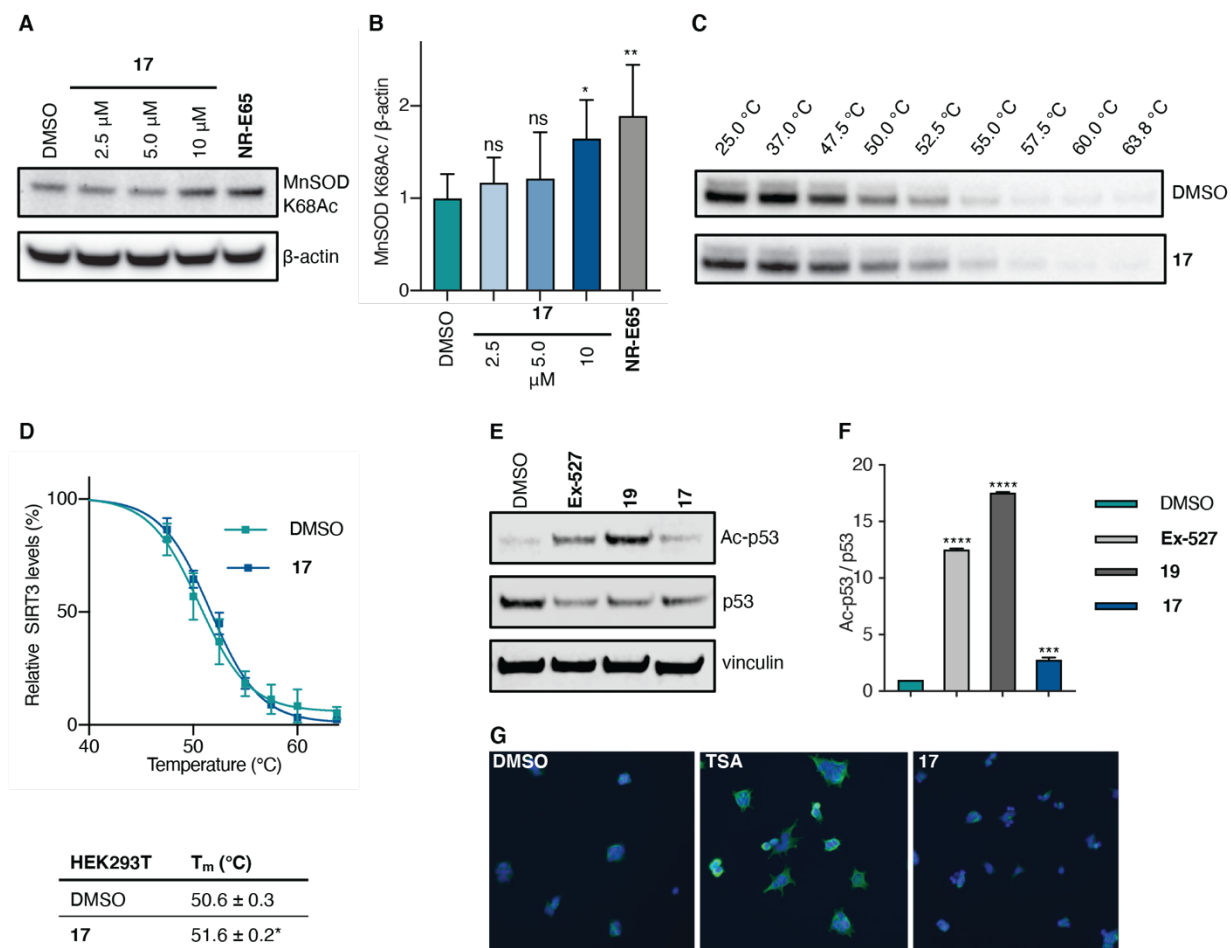 A
17
DMSO
2.5 µM
5.0 µM
10 µM
NR-E65
MnSOD
K68Ac
β-actin
B
MnSOD K68Ac / β-actin
2
1
0
ns
ns
*
**
DMSO
2.5
5.0
10
NR-E65
17
µM
C
25.0 °C
37.0 °C
47.5 °C
50.0 °C
52.5 °C
55.0 °C
57.5 °C
60.0 °C
63.8 °C
DMSO
17
D
Relative SIRT3 levels (%)
100
50
0
40
50
60
Temperature (°C)
DMSO
17
HEK293T Tm (°C)
DMSO 50.6 ± 0.3
17 51.6 ± 0.2*
E
DMSO
Ex-527
19
17
Ac-p53
p53
vinculin
F
Ac-p53 / p53
20
15
10
5
0
****
****
***
DMSO
Ex-527
19
17
G
DMSO
TSA
17